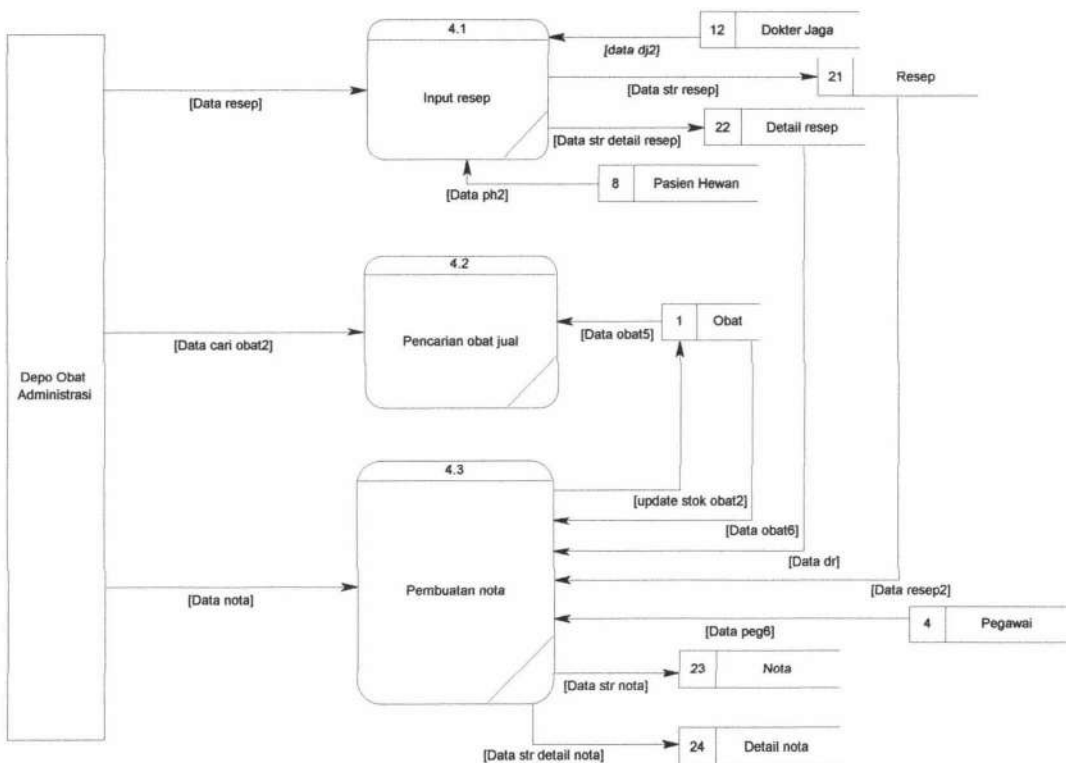 4.1
12 Dokter Jaga
[data dj2]
21 Resep
[Data resep]
Input resep
[Data str resep]
22 Detail resep
[Data str detail resep]
8 Pasien Hewan
[Data ph2]
4.2
1 Obat
[Data obat5]
[Data cari obat2]
Pencarian obat jual
Depo Obat
Administrasi
4.3
[update stok obat2]
[Data obat6]
[Data dr]
[Data nota]
Pembuatan nota
[Data resep2]
4 Pegawai
[Data peg6]
23 Nota
[Data str nota]
24 Detail nota
[Data str detail nota]